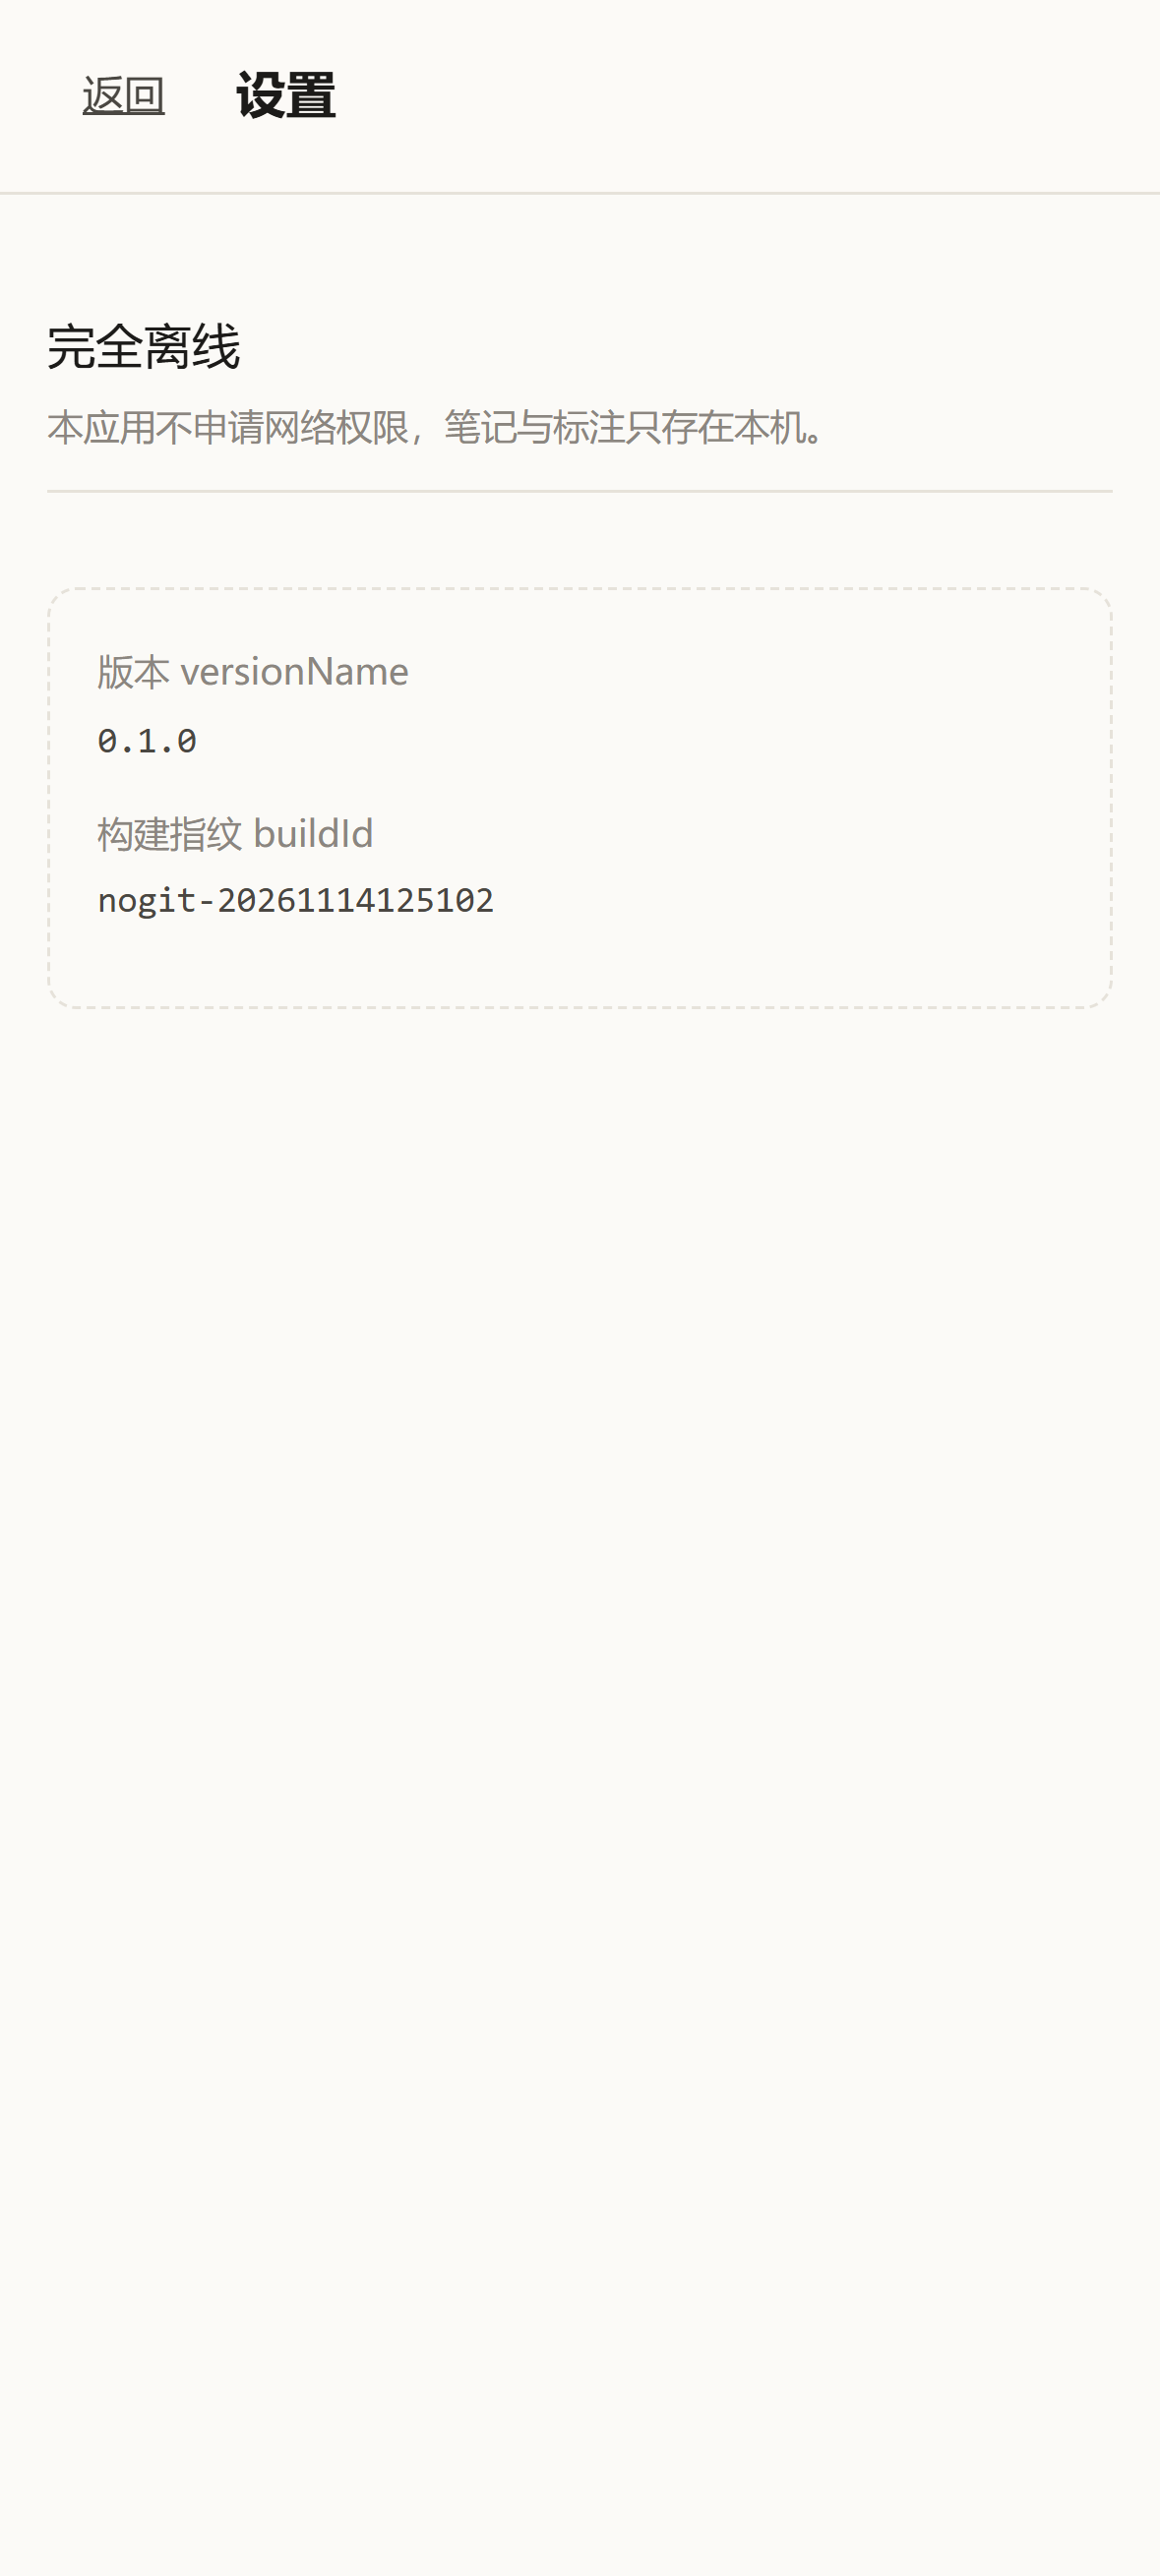 返回 设置
完全离线
本应用不申请网络权限，笔记与标注只存在本机。
版本 versionName
0.1.0
构建指纹 buildId
nogit-20261114125102